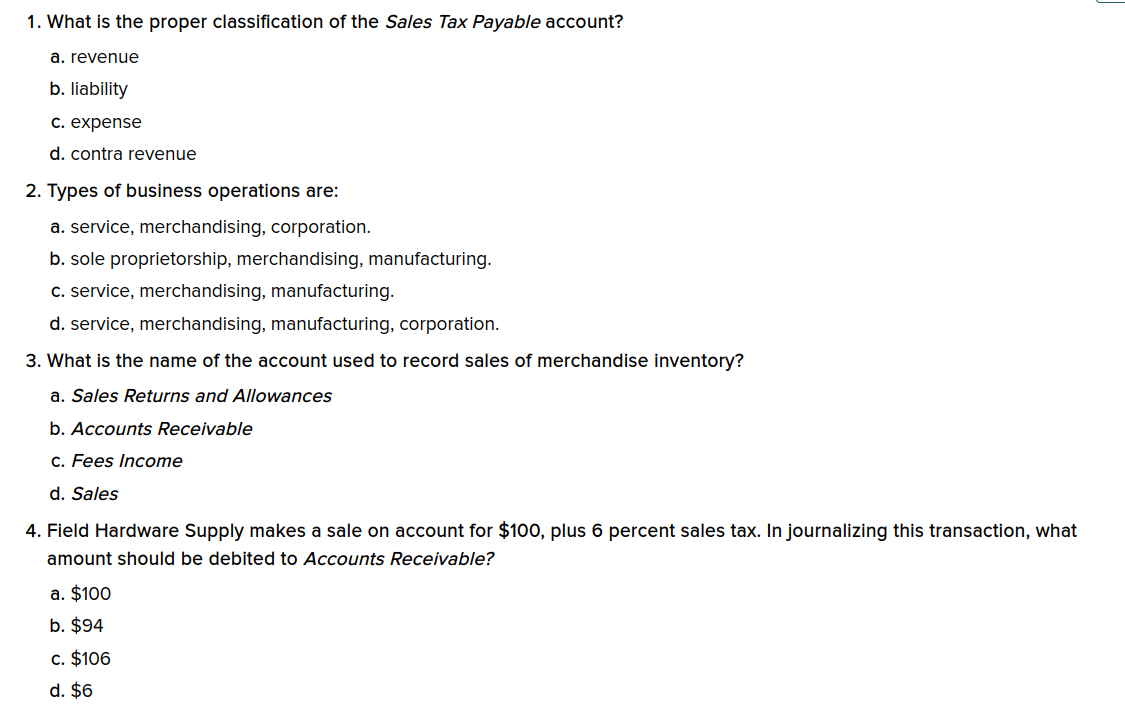 1. What is the proper classification of the Sales Tax Payable account?
a. revenue
b. liability
c. expense
d. contra revenue
2. Types of business operations are:
a. service, merchandising, corporation.
b. sole proprietorship, merchandising, manufacturing.
c. service, merchandising, manufacturing.
d. service, merchandising, manufacturing, corporation.
3. What is the name of the account used to record sales of merchandise inventory?
a. Sales Returns and Allowances
b. Accounts Receivable
c. Fees Income
d. Sales
4. Field Hardware Supply makes a sale on account for $100, plus 6 percent sales tax. In journalizing this transaction, what
amount should be debited to Accounts Receivable?
a. $100
b. $94
c. $106
d. $6